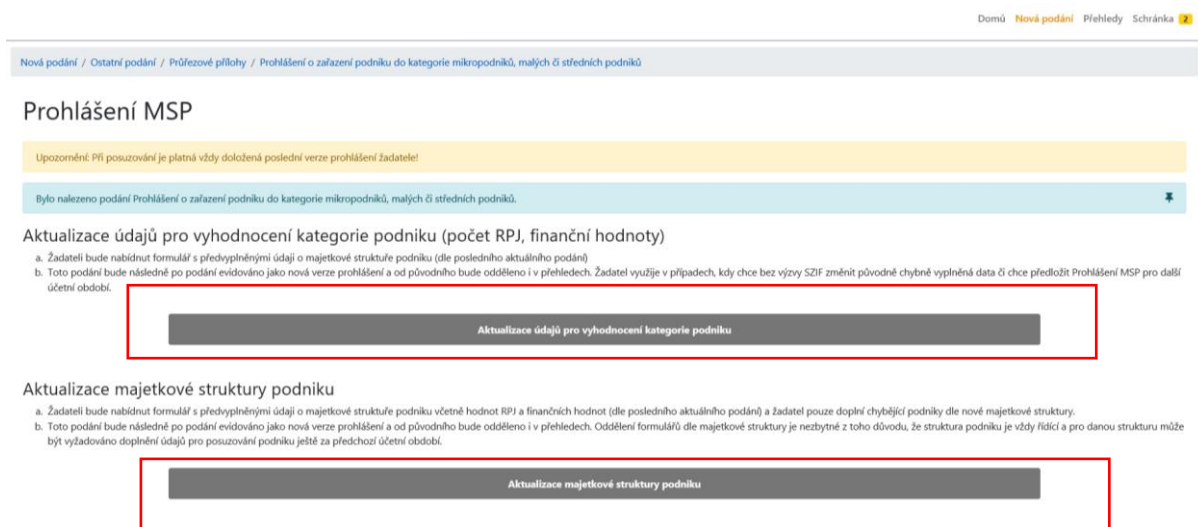 Domů Nová podání Přehledy Schránka 2
Nová podání / Ostatní podání / Průřezové přílohy / Prohlášení o zařazení podniku do kategorie mikropodniků, malých či středních podniků
Prohlášení MSP
Upozornění: Při posuzování je platná vždy doložená poslední verze prohlášení žadatele!
Bylo nalezeno podání Prohlášení o zařazení podniku do kategorie mikropodniků, malých či středních podniků.
Aktualizace údajů pro vyhodnocení kategorie podniku (počet RPJ, finanční hodnoty)
a. Žadateli bude nabídnut formulář s předvyplněnými údaji o majetkové struktuře podniku (dle posledního aktuálního podání)
b. Toto podání bude následně po podání evidováno jako nová verze prohlášení a od původního bude odděleno i v přehledech. Žadatel využije v případech, kdy chce bez výzvy SZIF změnit původně chybně vyplněná data či chce předložit Prohlášení MSP pro další
účetní období.
Aktualizace údajů pro vyhodnocení kategorie podniku
Aktualizace majetkové struktury podniku
a. Žadateli bude nabídnut formulář s předvyplněnými údaji o majetkové struktuře podniku včetně hodnot RPJ a finančních hodnot (dle posledního aktuálního podání) a žadatel pouze doplní chybějící podniky dle nové majetkové struktury.
b. Toto podání bude následně po podání evidováno jako nová verze prohlášení a od původního bude odděleno i v přehledech. Oddělení formulářů dle majetkové struktury je nezbytné z toho důvodu, že struktura podniku je vždy řídící a pro danou strukturu může
být vyžadováno doplnění údajů pro posuzování podniku ještě za předchozí účetní období.
Aktualizace majetkové struktury podniku